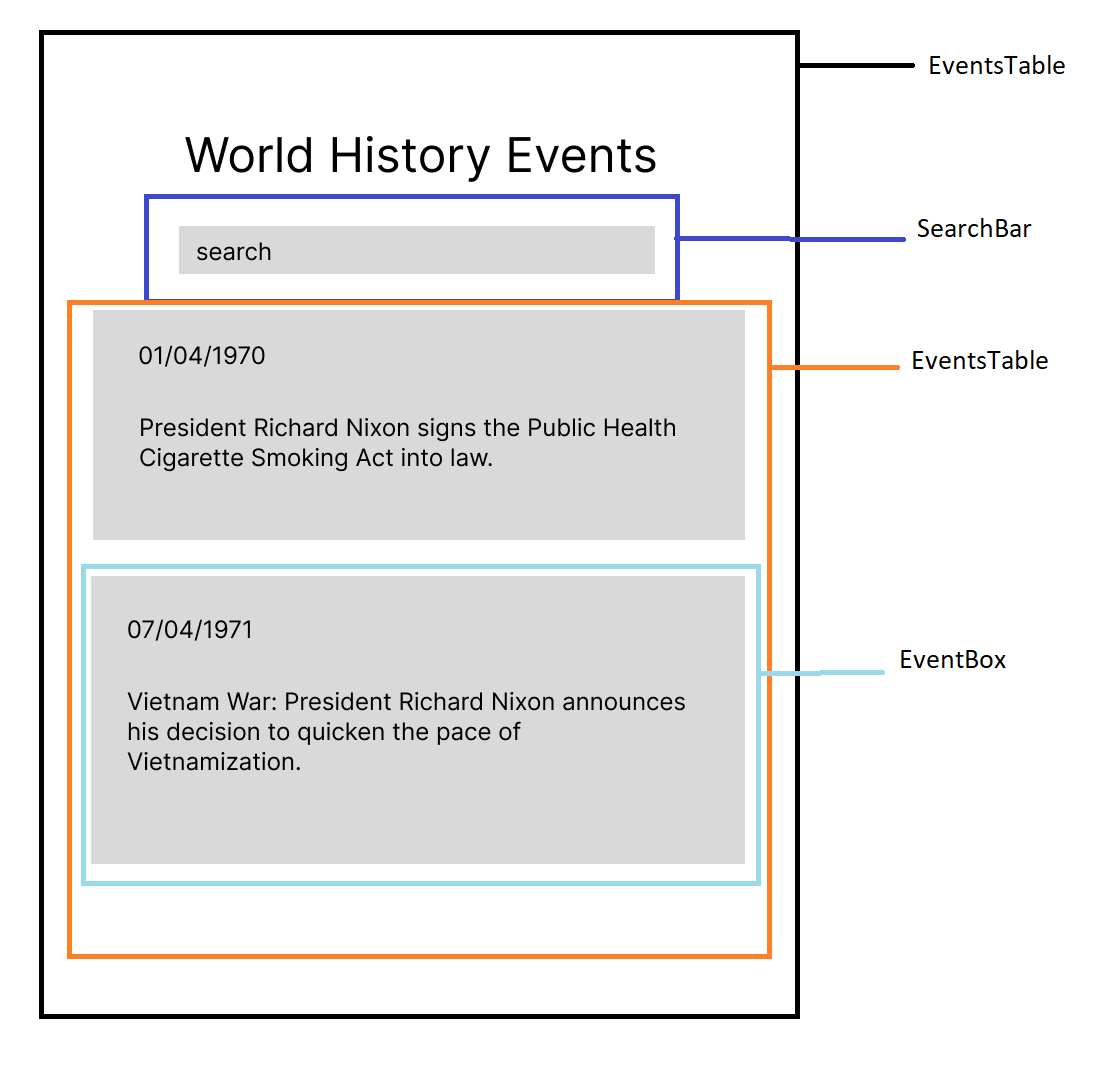 EventsTable
World History Events
SearchBar
search
01/04/1970
EventsTable
President Richard Nixon signs the Public Health
Cigarette Smoking Act into law.
07/04/1971
EventBox
Vietnam War: President Richard Nixon announces
his decision to quicken the pace of
Vietnamization.